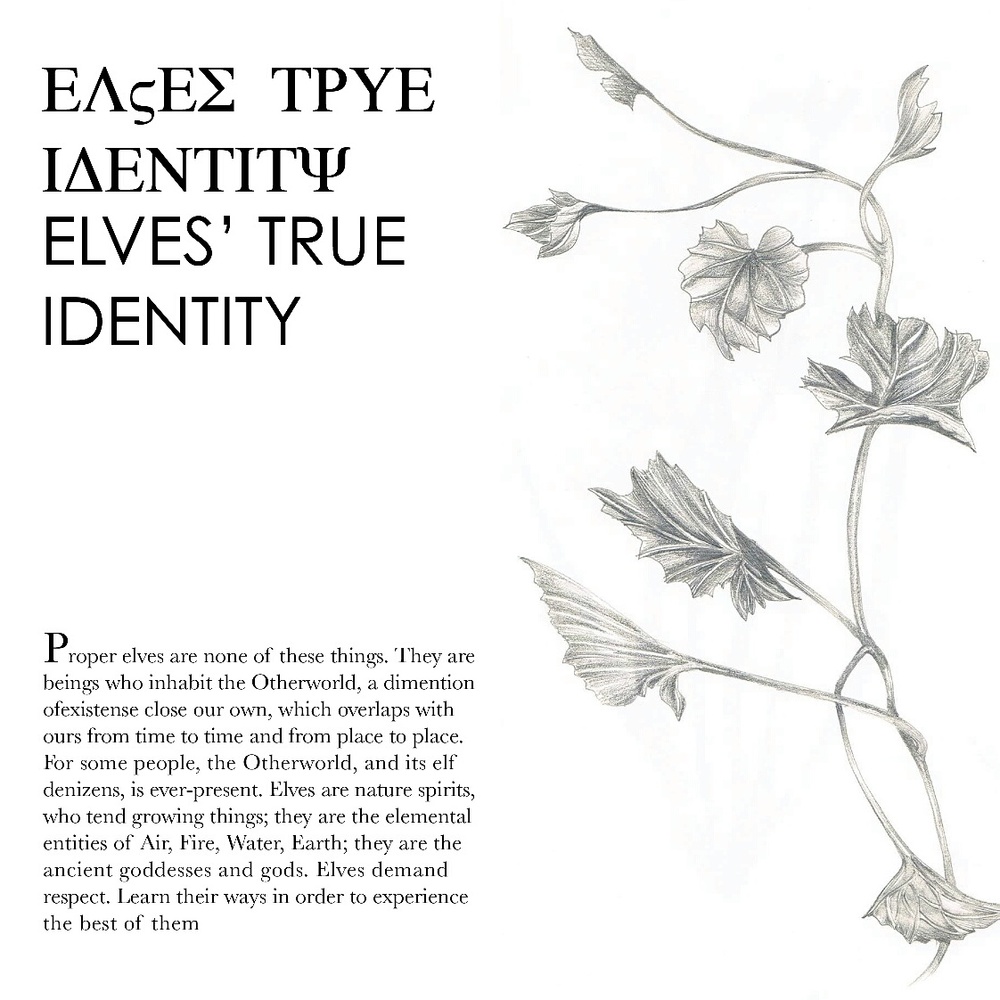 ΕΛςΕΣ ΤΡΥΕ
ΙΔΕΝΤΙΤΨ
ELVES’ TRUE
IDENTITY
Proper elves are none of these things. They are
beings who inhabit the Otherworld, a dimention
ofexistense close our own, which overlaps with
ours from time to time and from place to place.
For some people, the Otherworld, and its elf
denizens, is ever-present. Elves are nature spirits,
who tend growing things; they are the elemental
entities of Air, Fire, Water, Earth; they are the
ancient goddesses and gods. Elves demand
respect. Learn their ways in order to experience
the best of them